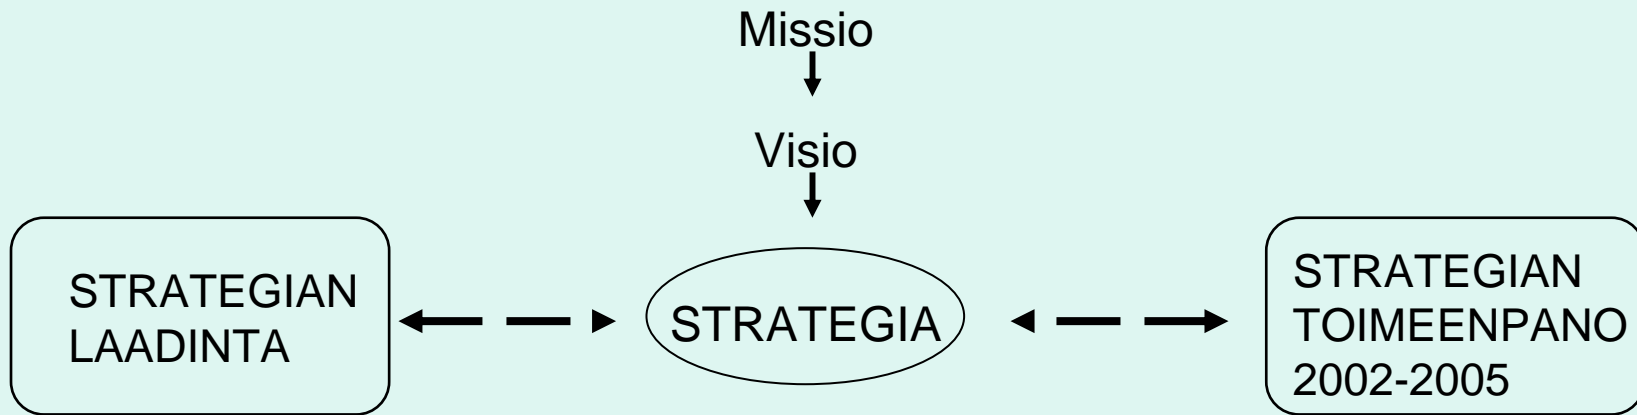 Missio
Visio
STRATEGIAN
LAADINTA
STRATEGIA
STRATEGIAN
TOIMEENPANO
2002-2005